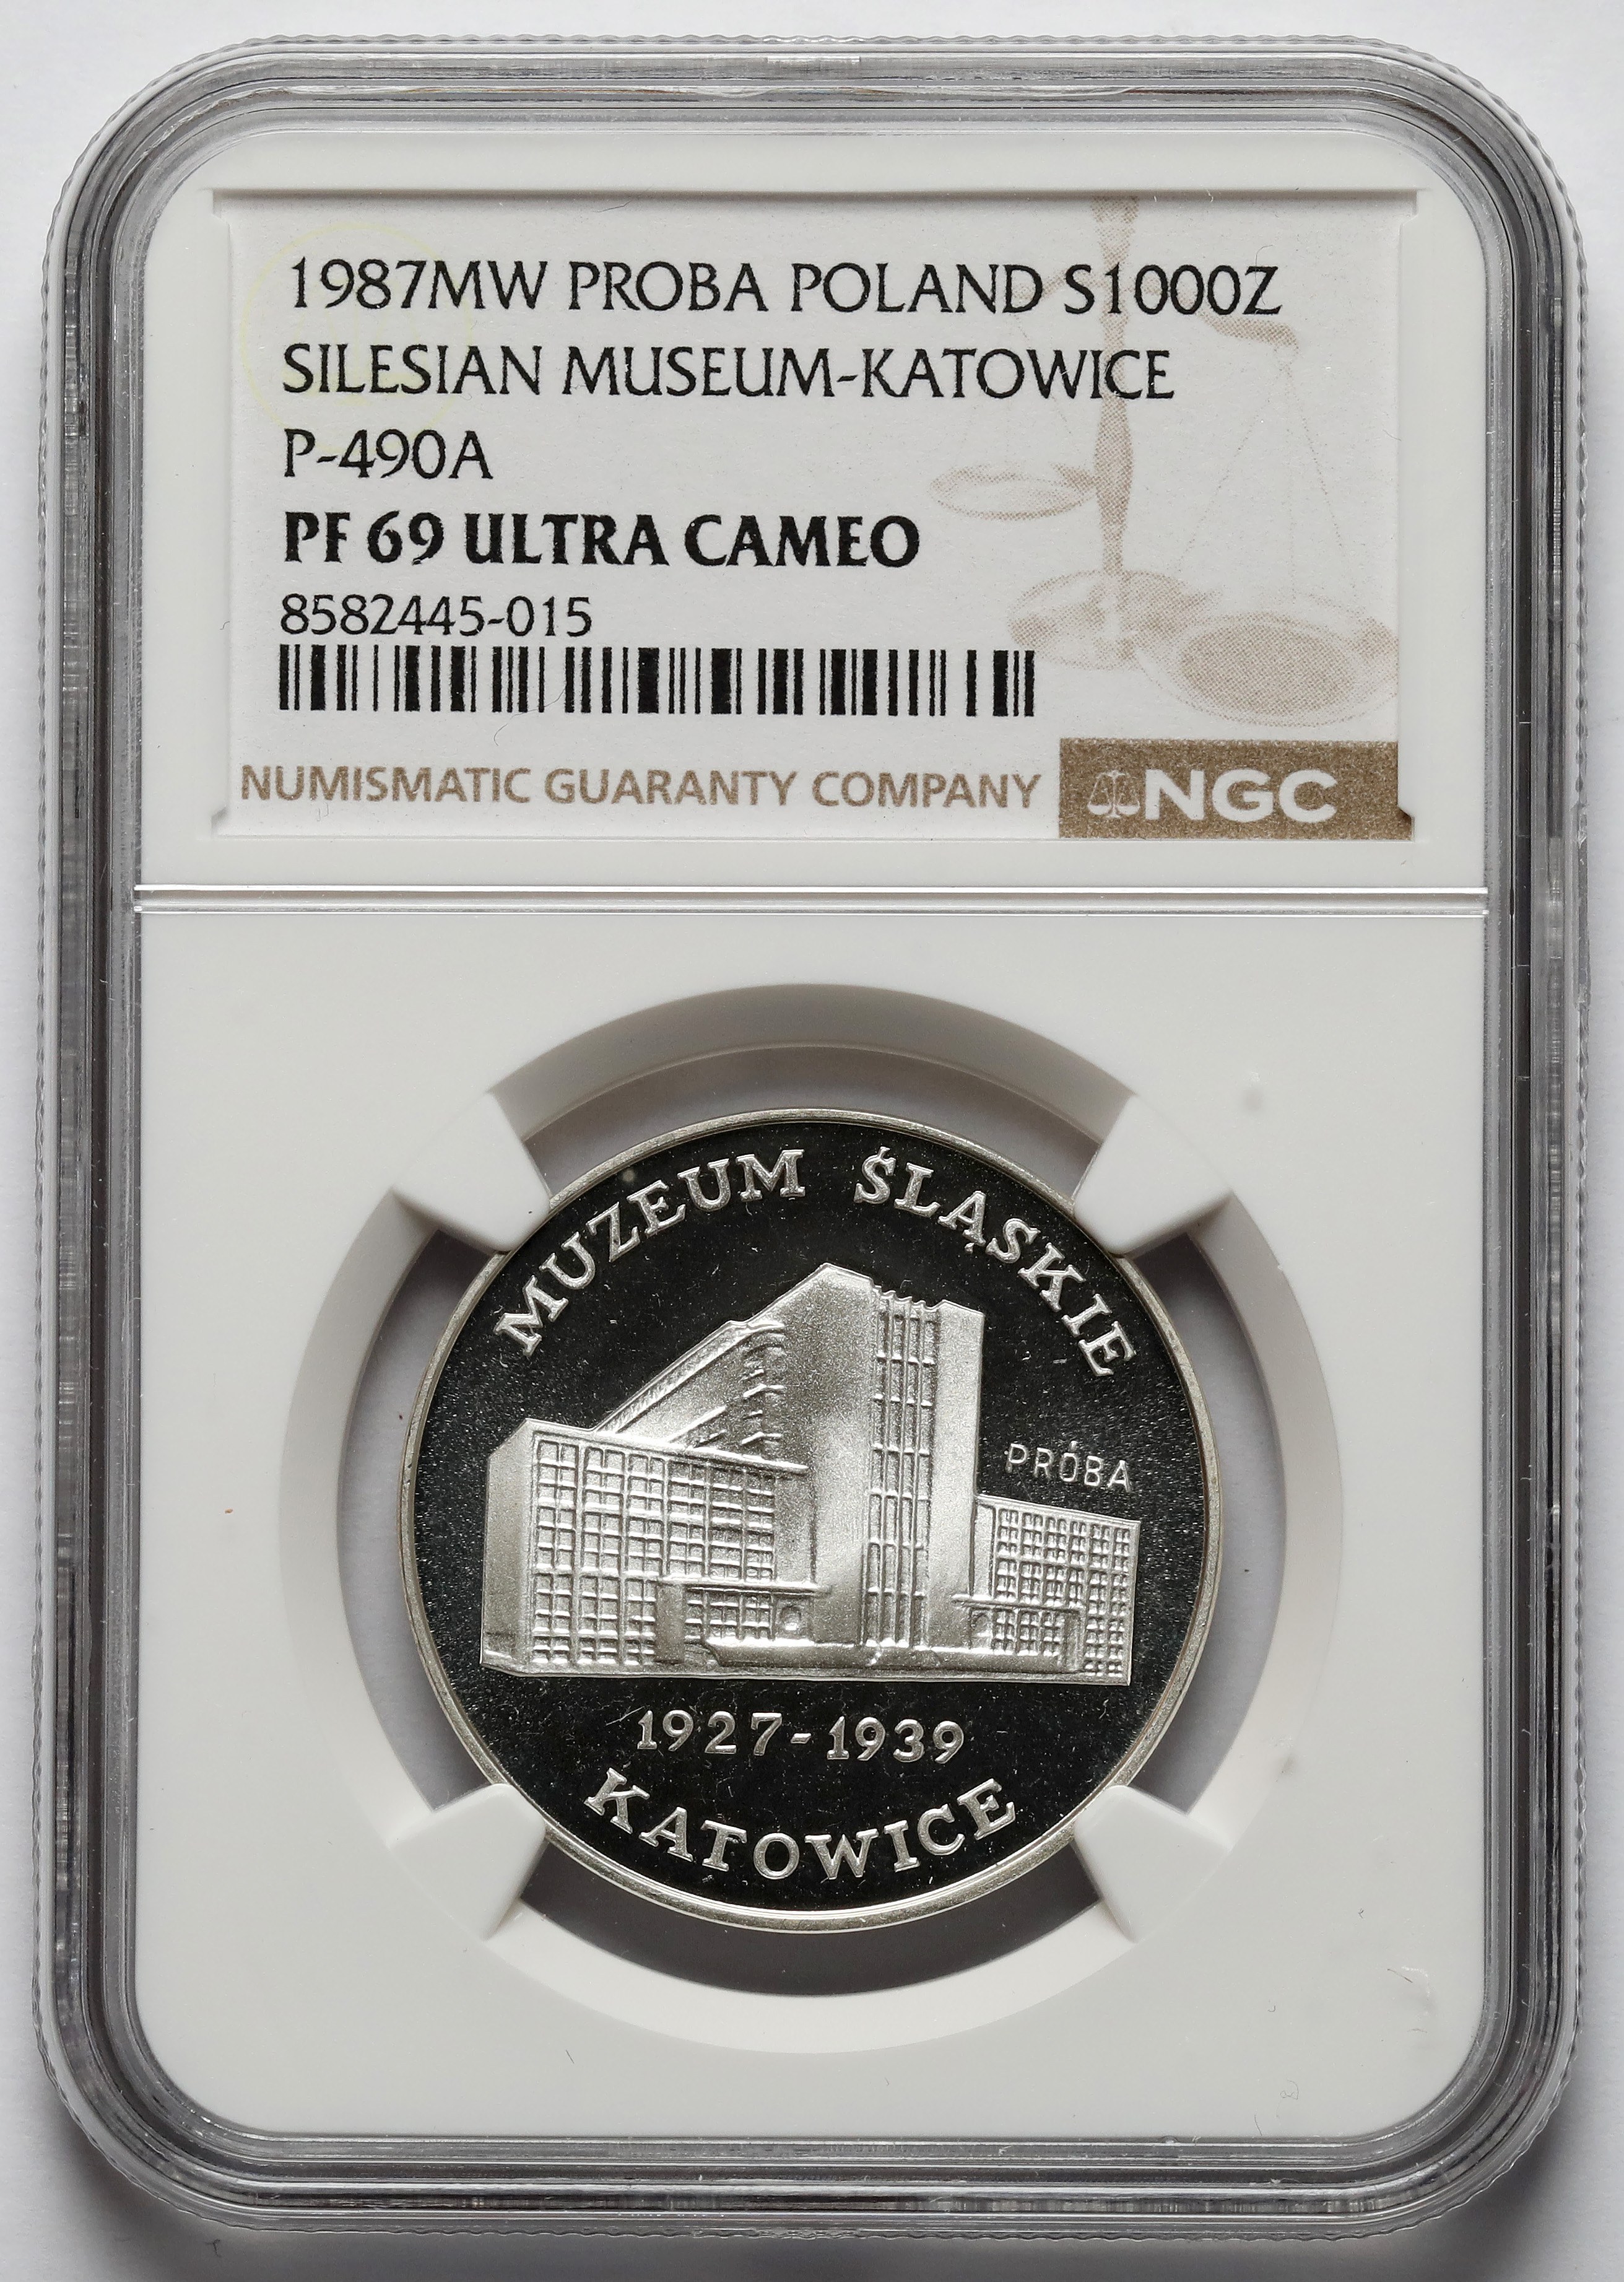 1987MW PROBA POLAND S1000Z
SILESIAN MUSEUM-KATOWICE
P-490A
PF 69 ULTRA CAMEO
8582445-015
NUMISMATIC GUARANTY COMPANY NGC
MUZEUM ŚLĄSKIE
PRÓBA
1927-1939
KATOWICE